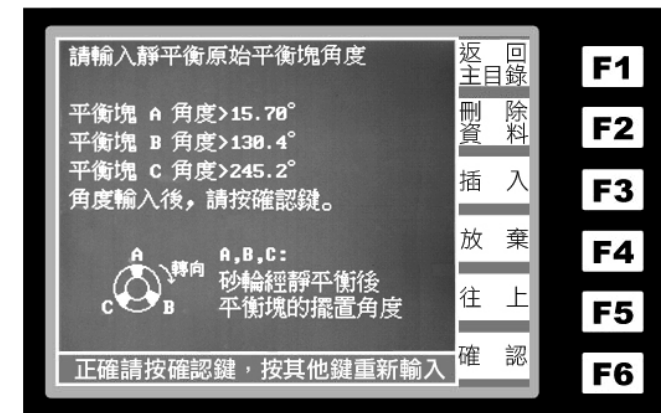 請輸入靜平衡原始平衡塊角度
平衡塊 A 角度>15.70°
平衡塊 B 角度>130.4°
平衡塊 C 角度>245.2°
角度輸入後，請按確認鍵。
A
轉向
C
B
A,B,C:
砂輪經靜平衡後
平衡塊的擺置角度
正確請按確認鍵，按其他鍵重新輸入
返 回
主目錄
刪 除
資 料
插 入
放 棄
往 上
確 認
F1
F2
F3
F4
F5
F6